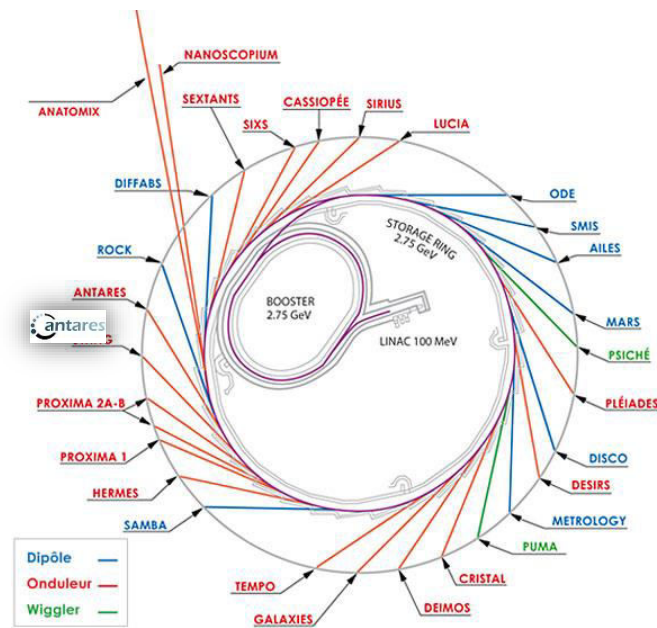 NANOSCOPIUM
ANATOMIX
SEXTANTS
CASSIOPÉE
SIXS
SIRIUS
LUCIA
DIFFABS
ODE
SMIS
ROCK
AILES
STORAGE RING
2.75 GeV
ANTARES
antares
BOOSTER
2.75 GeV
MARS
LINAC 100 MeV
PSICHÉ
PROXIMA 2A-B
PLÉIADES
PROXIMA 1
DISCO
HERMES
DESIRS
SAMBA
METROLOGY
PUMA
Dipôle
Onduleur
Wiggler
TEMPO
CRISTAL
GALAXIES
DEIMOS